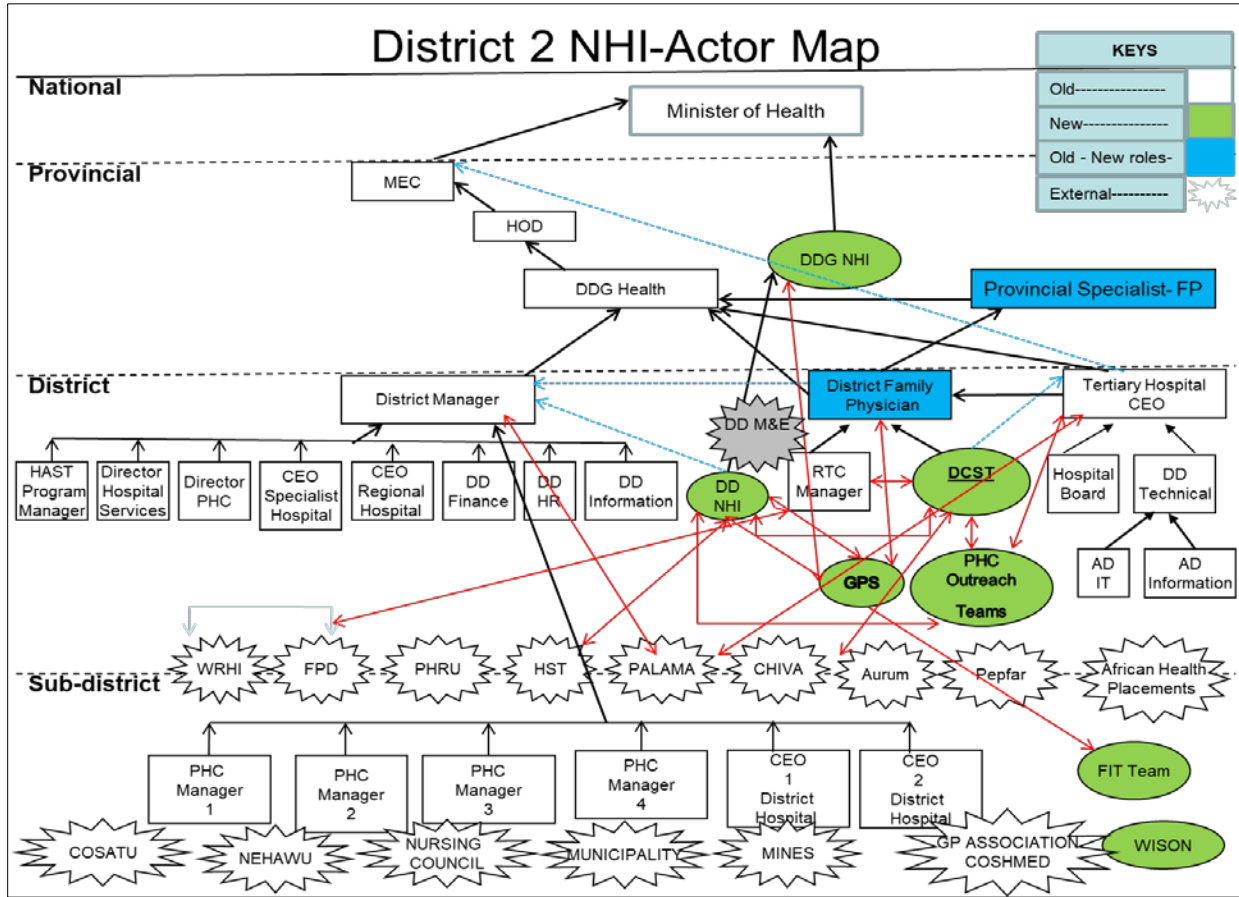 District 2 NHI-Actor Map
KEYS
Old----------------
New---------------
Old - New roles-
External----------
National
Minister of Health
Provincial
MEC
HOD
DDG NHI
DDG Health
Provincial Specialist- FP
District
District Manager
District Family
Physician
Tertiary Hospital
CEO
DD M&E
HAST
Program
Manager
Director
Hospital
Services
Director
PHC
CEO
Specialist
Hospital
CEO
Regional
Hospital
DD
Finance
DD
HR
DD
Information
DD
NHI
RTC
Manager
DCST
Hospital
Board
DD
Technical
GPS
PHC
Outreach
Teams
AD
IT
AD
Information
WRHI
FPD
PHRU
HST
PALAMA
CHIVA
Aurum
Pepfar
African Health
Placements
Sub-district
PHC
Manager
1
PHC
Manager
2
PHC
Manager
3
PHC
Manager
4
CEO
1
District
Hospital
CEO
2
District
Hospital
FIT Team
COSATU
NEHAWU
NURSING
COUNCIL
MUNICIPALITY
MINES
GP ASSOCIATION
COSHMED
WISON